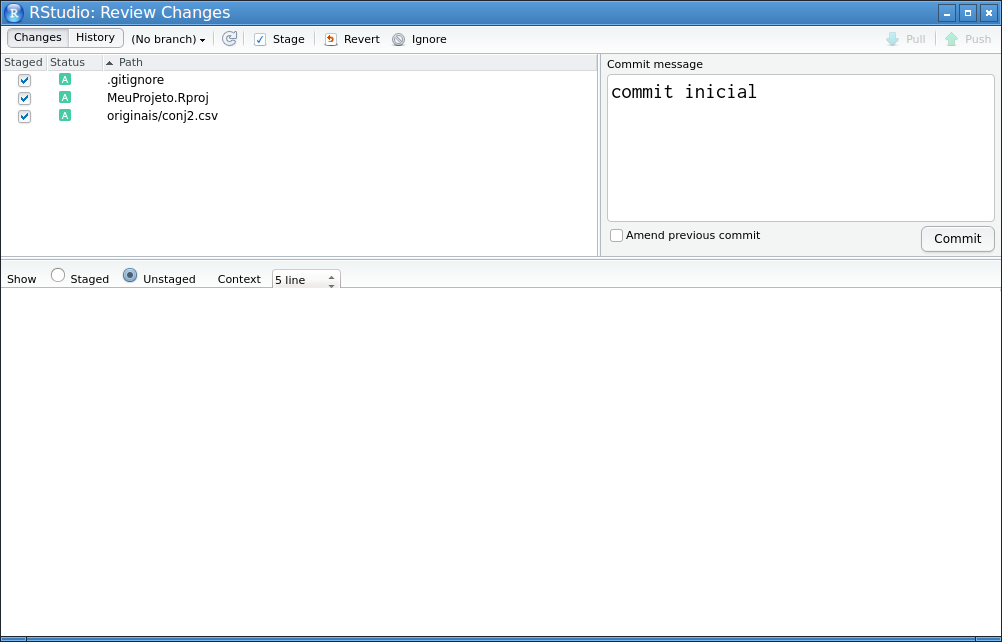 RStudio: Review Changes
Changes History (No branch) Stage Revert Ignore Pull Push
Staged Status Path
A .gitignore
A MeuProjeto.Rproj
A originais/conj2.csv
Commit message
commit inicial
Amend previous commit
Commit
Show Staged Unstaged Context 5 line